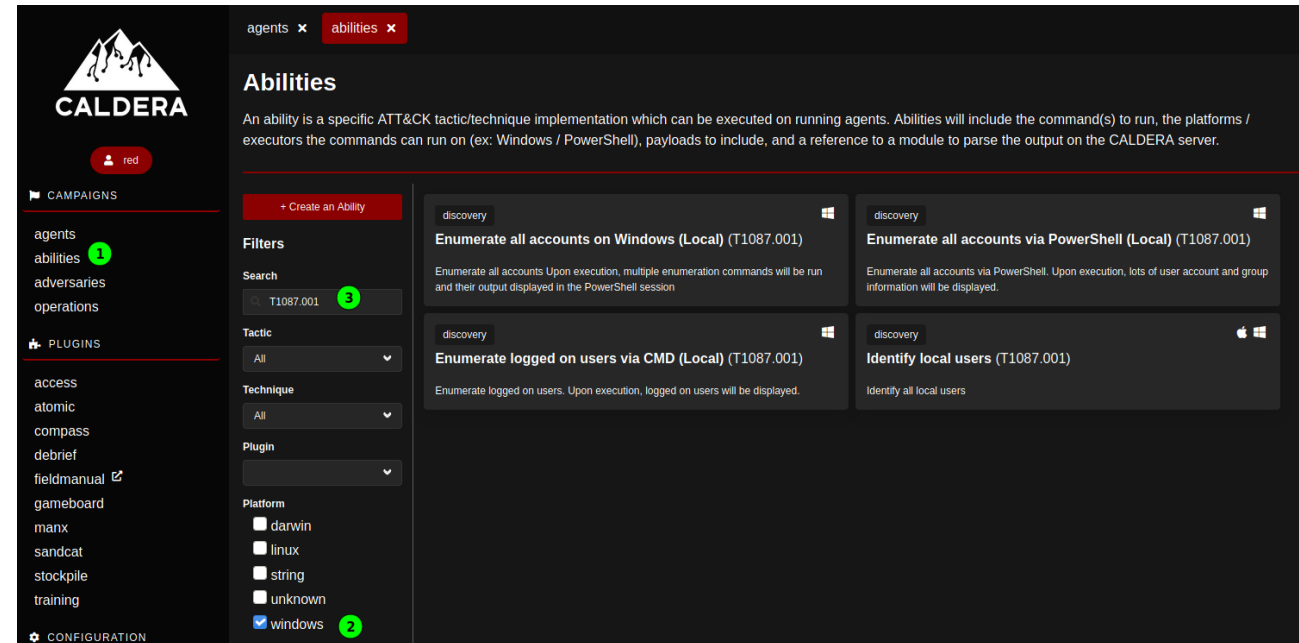 CALDERA
red
CAMPAIGNS
agents
abilities 1
adversaries
operations
PLUGINS
access
atomic
compass
debrief
fieldmanual
gameboard
manx
sandcat
stockpile
training
CONFIGURATION
agents × abilities ×
Abilities
An ability is a specific ATT&CK tactic/technique implementation which can be executed on running agents. Abilities will include the command(s) to run, the platforms /
executors the commands can run on (ex: Windows / PowerShell), payloads to include, and a reference to a module to parse the output on the CALDERA server.
+ Create an Ability
Filters
Search
T1087.001 3
Tactic
All
Technique
All
Plugin
Platform
darwin
linux
string
unknown
windows 2
discovery
Enumerate all accounts on Windows (Local) (T1087.001)
Enumerate all accounts Upon execution, multiple enumeration commands will be run
and their output displayed in the PowerShell session
discovery
Enumerate all accounts via PowerShell (Local) (T1087.001)
Enumerate all accounts via PowerShell. Upon execution, lots of user account and group
information will be displayed.
discovery
Enumerate logged on users via CMD (Local) (T1087.001)
Enumerate logged on users. Upon execution, logged on users will be displayed.
discovery
Identify local users (T1087.001)
Identify all local users